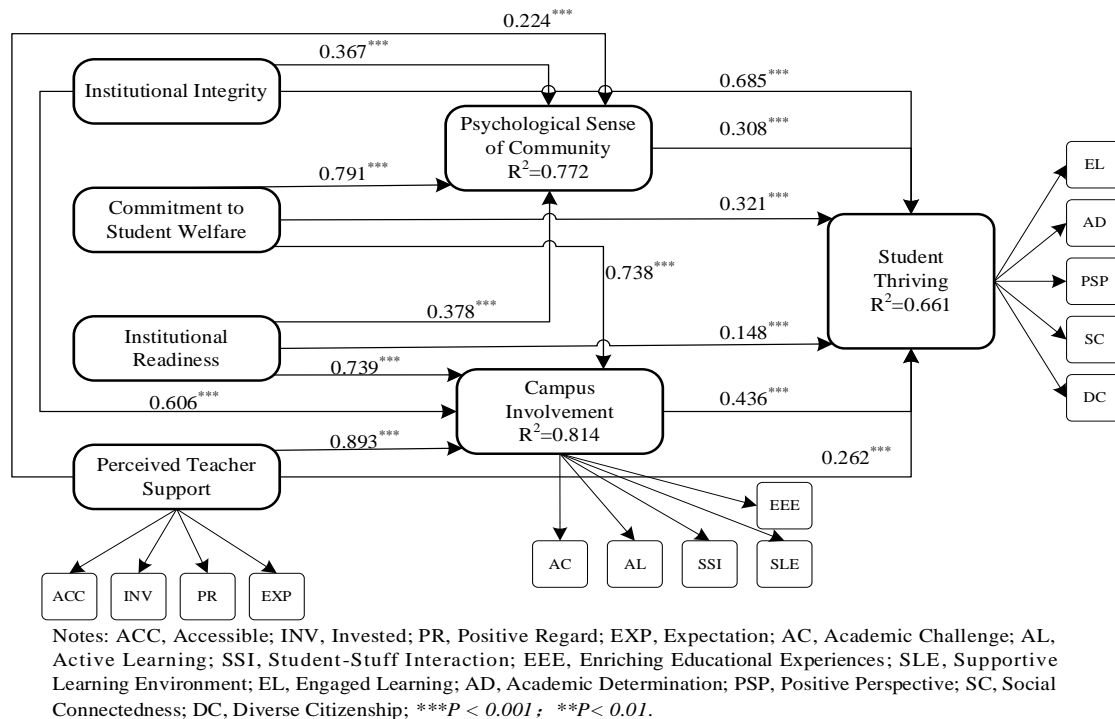 0.224***
0.367***
Institutional Integrity
0.685***
Psychological Sense
of Community
R²=0.772
0.308***
EL
0.791***
Commitment to
Student Welfare
0.321***
AD
Student
Thriving
R²=0.661
0.738***
PSP
0.378***
Institutional
Readiness
0.148***
SC
0.739***
Campus
Involvement
R²=0.814
0.436***
DC
0.606***
0.893***
Perceived Teacher
Support
0.262***
EEE
AC
AL
SSI
SLE
ACC
INV
PR
EXP
Notes: ACC, Accessible; INV, Invested; PR, Positive Regard; EXP, Expectation; AC, Academic Challenge; AL,
Active Learning; SSI, Student-Stuff Interaction; EEE, Enriching Educational Experiences; SLE, Supportive
Learning Environment; EL, Engaged Learning; AD, Academic Determination; PSP, Positive Perspective; SC, Social
Connectedness; DC, Diverse Citizenship; ***P < 0.001； **P< 0.01.